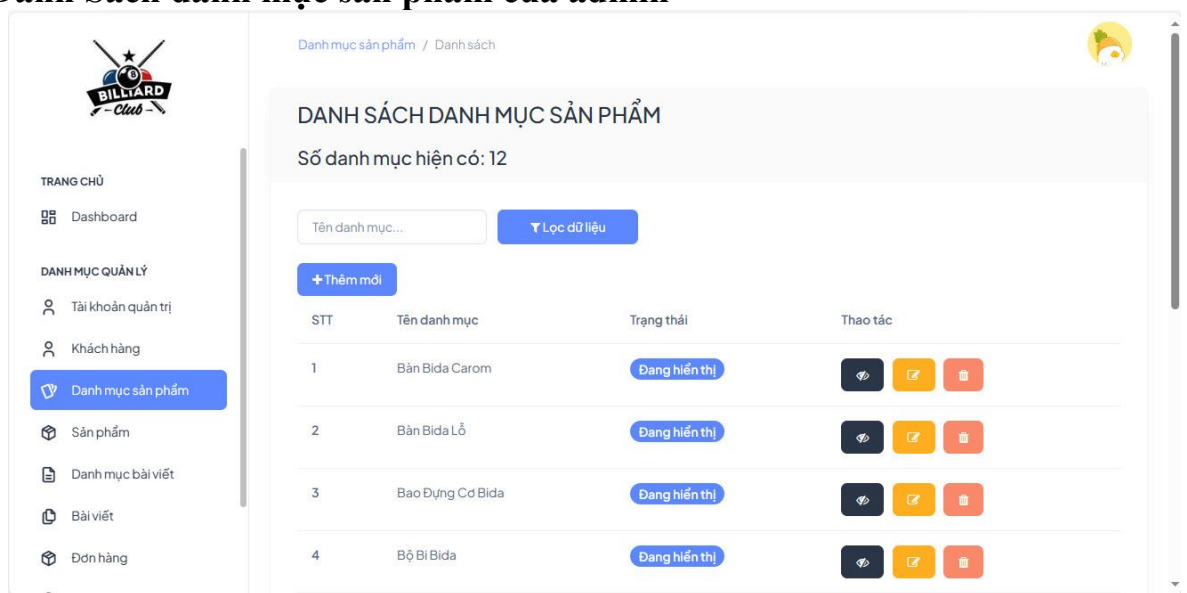 Danh Sách danh mục sản phẩm của admin
BILLIARD
Club
Danh mục sản phẩm / Danh sách
DANH SÁCH DANH MỤC SẢN PHẨM
Số danh mục hiện có: 12
TRANG CHỦ
Dashboard
DANH MỤC QUẢN LÝ
Tài khoản quản trị
Khách hàng
Danh mục sản phẩm
Sản phẩm
Danh mục bài viết
Bài viết
Đơn hàng
Tên danh mục...
Lọc dữ liệu
+Thêm mới
STT Tên danh mục Trạng thái Thao tác
1 Bàn Bida Carom Đang hiển thị
2 Bàn Bida Lỗ Đang hiển thị
3 Bao Đựng Cơ Bida Đang hiển thị
4 Bộ Bi Bida Đang hiển thị